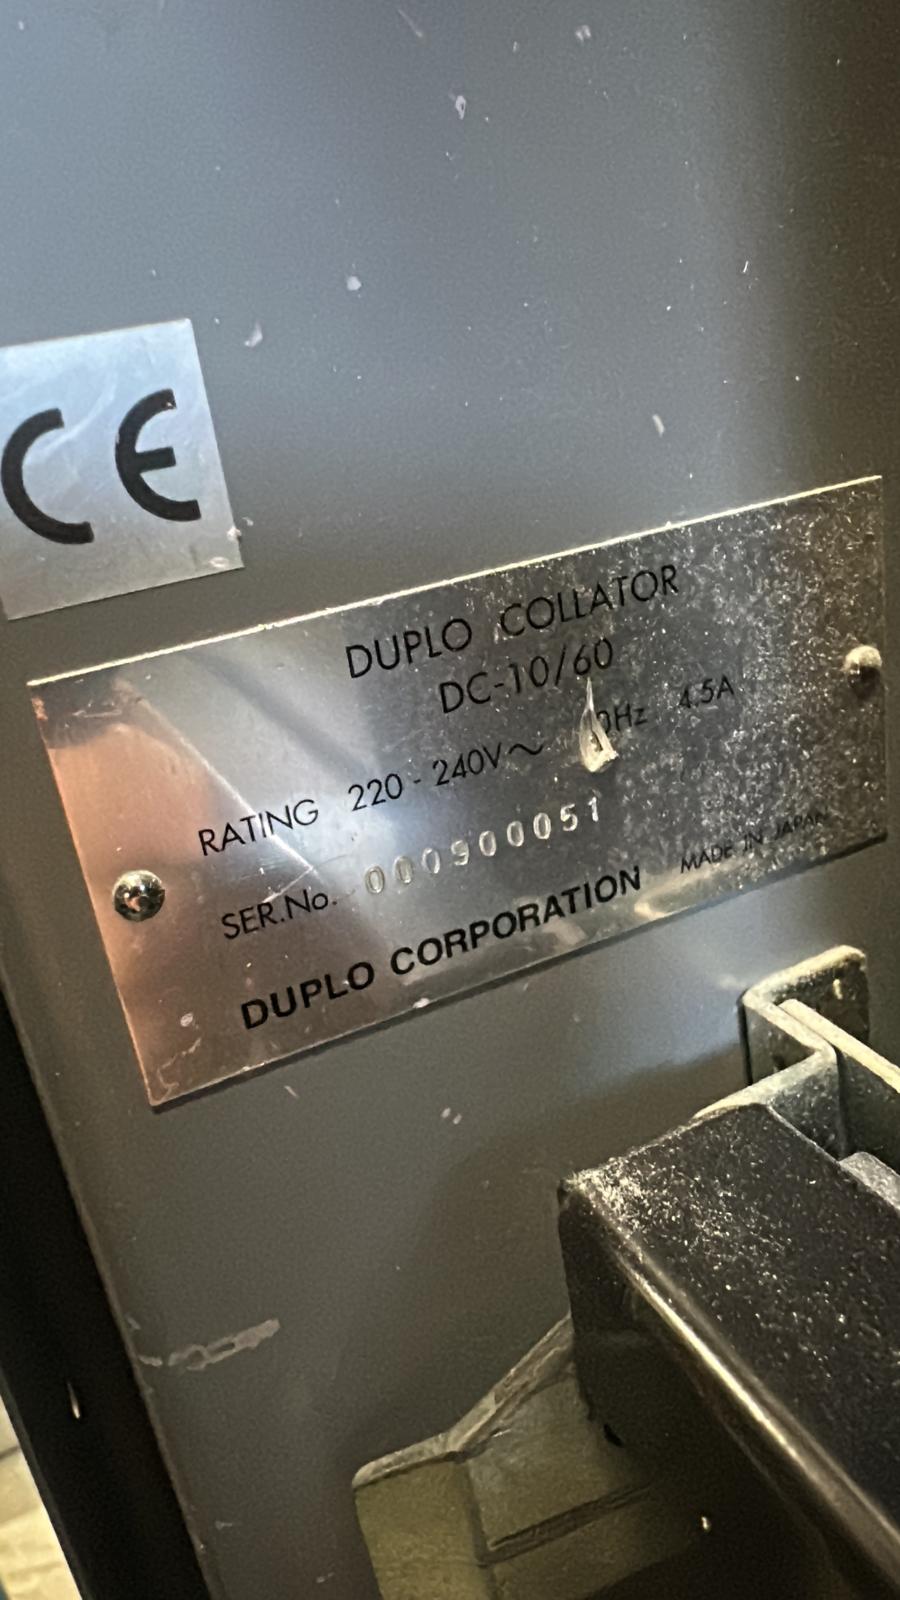 CE
DUPLO COLLATOR
DC-10/60
RATING 220 - 240V~ 4.5A
SER.No. 000900051
DUPLO CORPORATION
MADE IN JAPAN